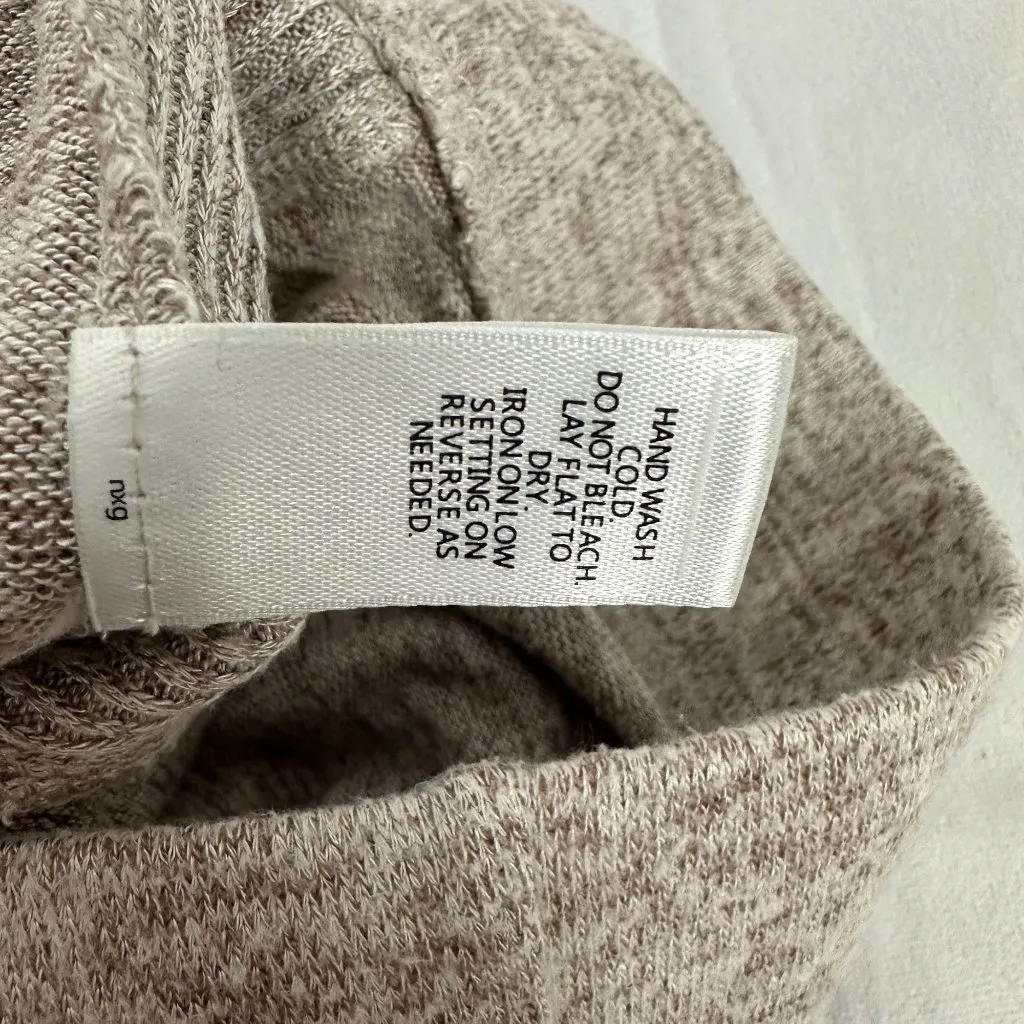 HAND WASH
COLD.
DO NOT BLEACH.
LAY FLAT TO
DRY
IRON ON LOW
SETTING ON
REVERSE AS
NEEDED.
nxg